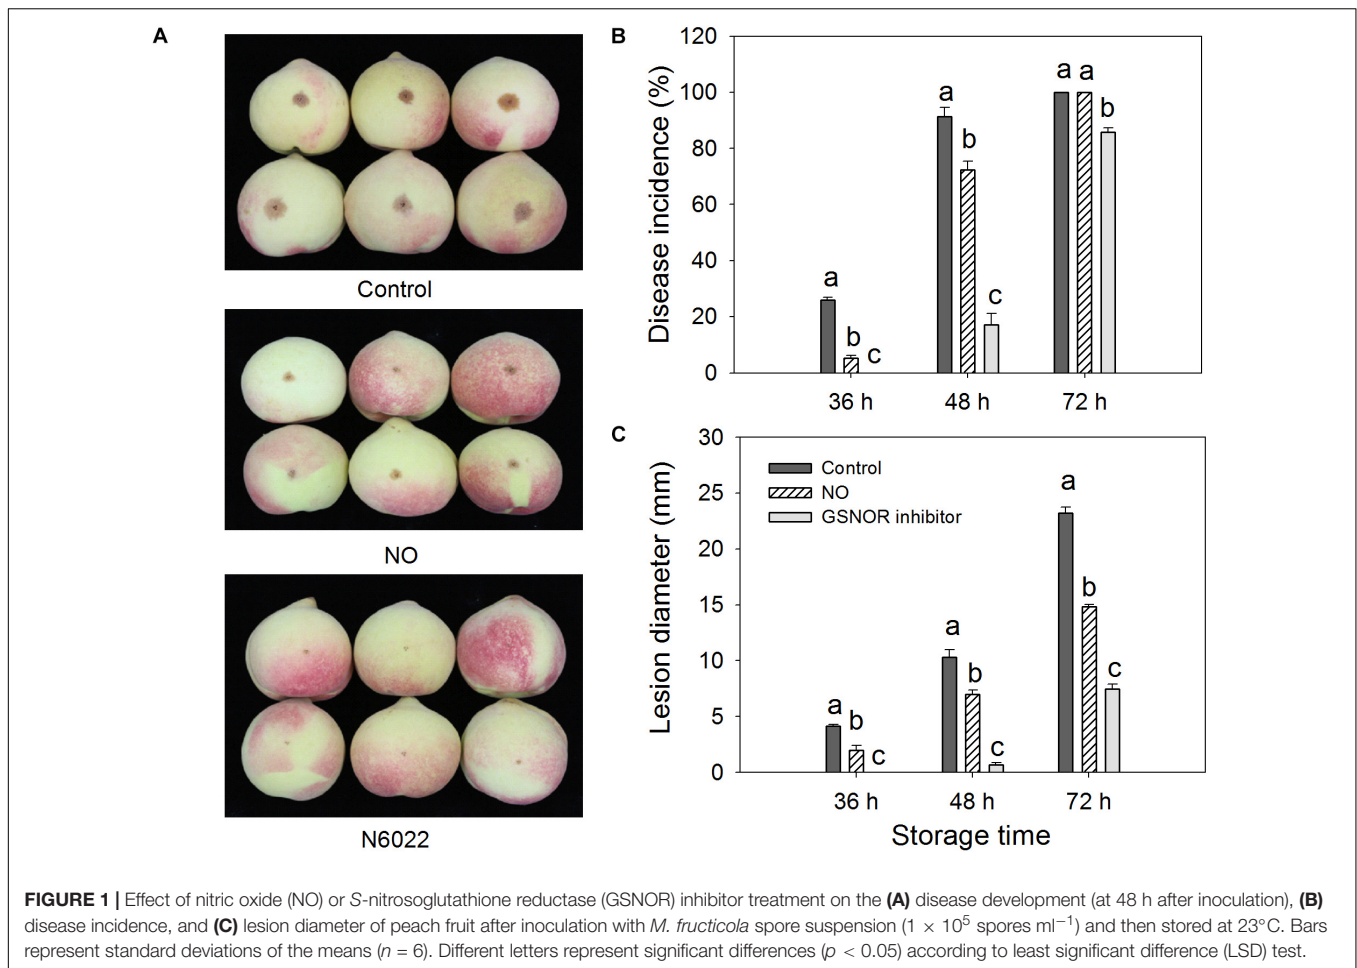 A
Control
NO
N6022
B
Disease incidence (%)
120
100
80
60
40
20
0
a
b
c
a
b
c
a
a
b
36 h
48 h
72 h
C
Lesion diameter (mm)
30
25
20
15
10
5
0
Control
NO
GSNOR inhibitor
a
b
c
a
b
c
a
b
c
36 h
48 h
72 h
Storage time
FIGURE 1 | Effect of nitric oxide (NO) or S-nitrosoglutathione reductase (GSNOR) inhibitor treatment on the (A) disease development (at 48 h after inoculation), (B)
disease incidence, and (C) lesion diameter of peach fruit after inoculation with M. fructicola spore suspension (1 × 10⁵ spores ml⁻¹) and then stored at 23°C. Bars
represent standard deviations of the means (n = 6). Different letters represent significant differences (p < 0.05) according to least significant difference (LSD) test.